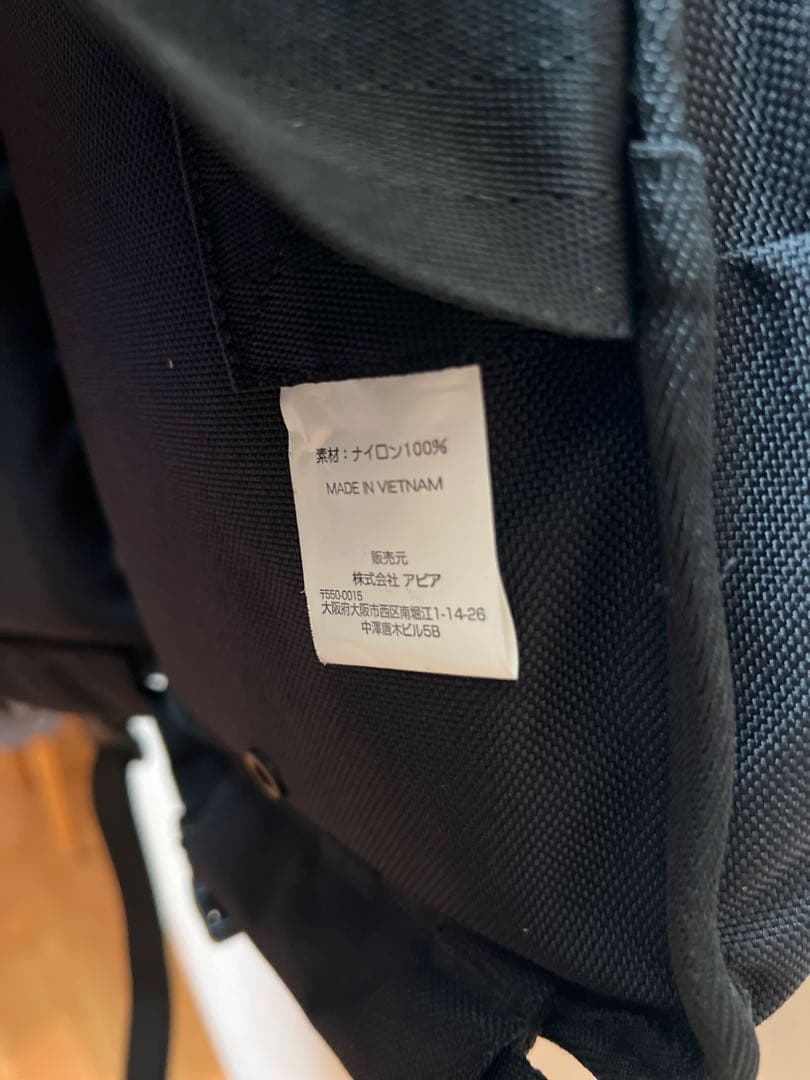 素材：ナイロン100%
MADE IN VIETNAM
販売元
株式会社 アピア
〒550-0015
大阪府大阪市西区南堀江1-14-26
中澤唐木ビル5B